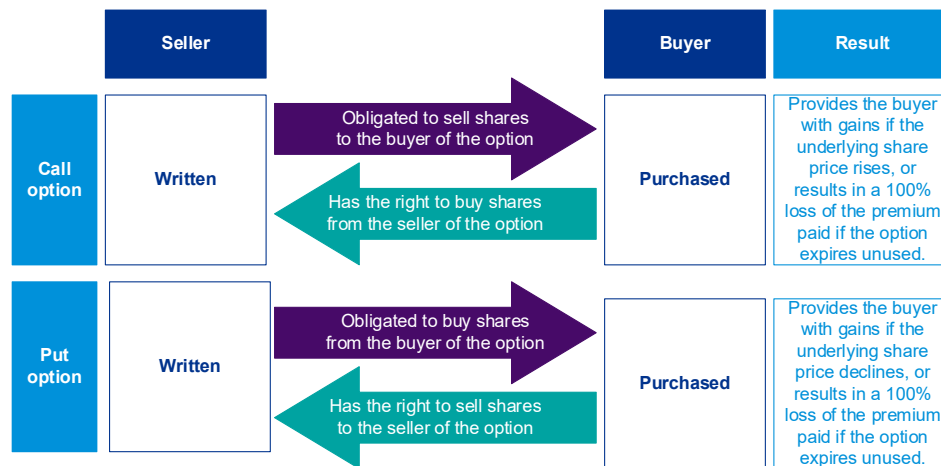 Seller
Buyer
Result
Call
option
Written
Obligated to sell shares
to the buyer of the option
Has the right to buy shares
from the seller of the option
Purchased
Provides the buyer
with gains if the
underlying share
price rises, or
results in a 100%
loss of the premium
paid if the option
expires unused.
Put
option
Written
Obligated to buy shares
from the buyer of the option
Has the right to sell shares
to the seller of the option
Purchased
Provides the buyer
with gains if the
underlying share
price declines, or
results in a 100%
loss of the premium
paid if the option
expires unused.